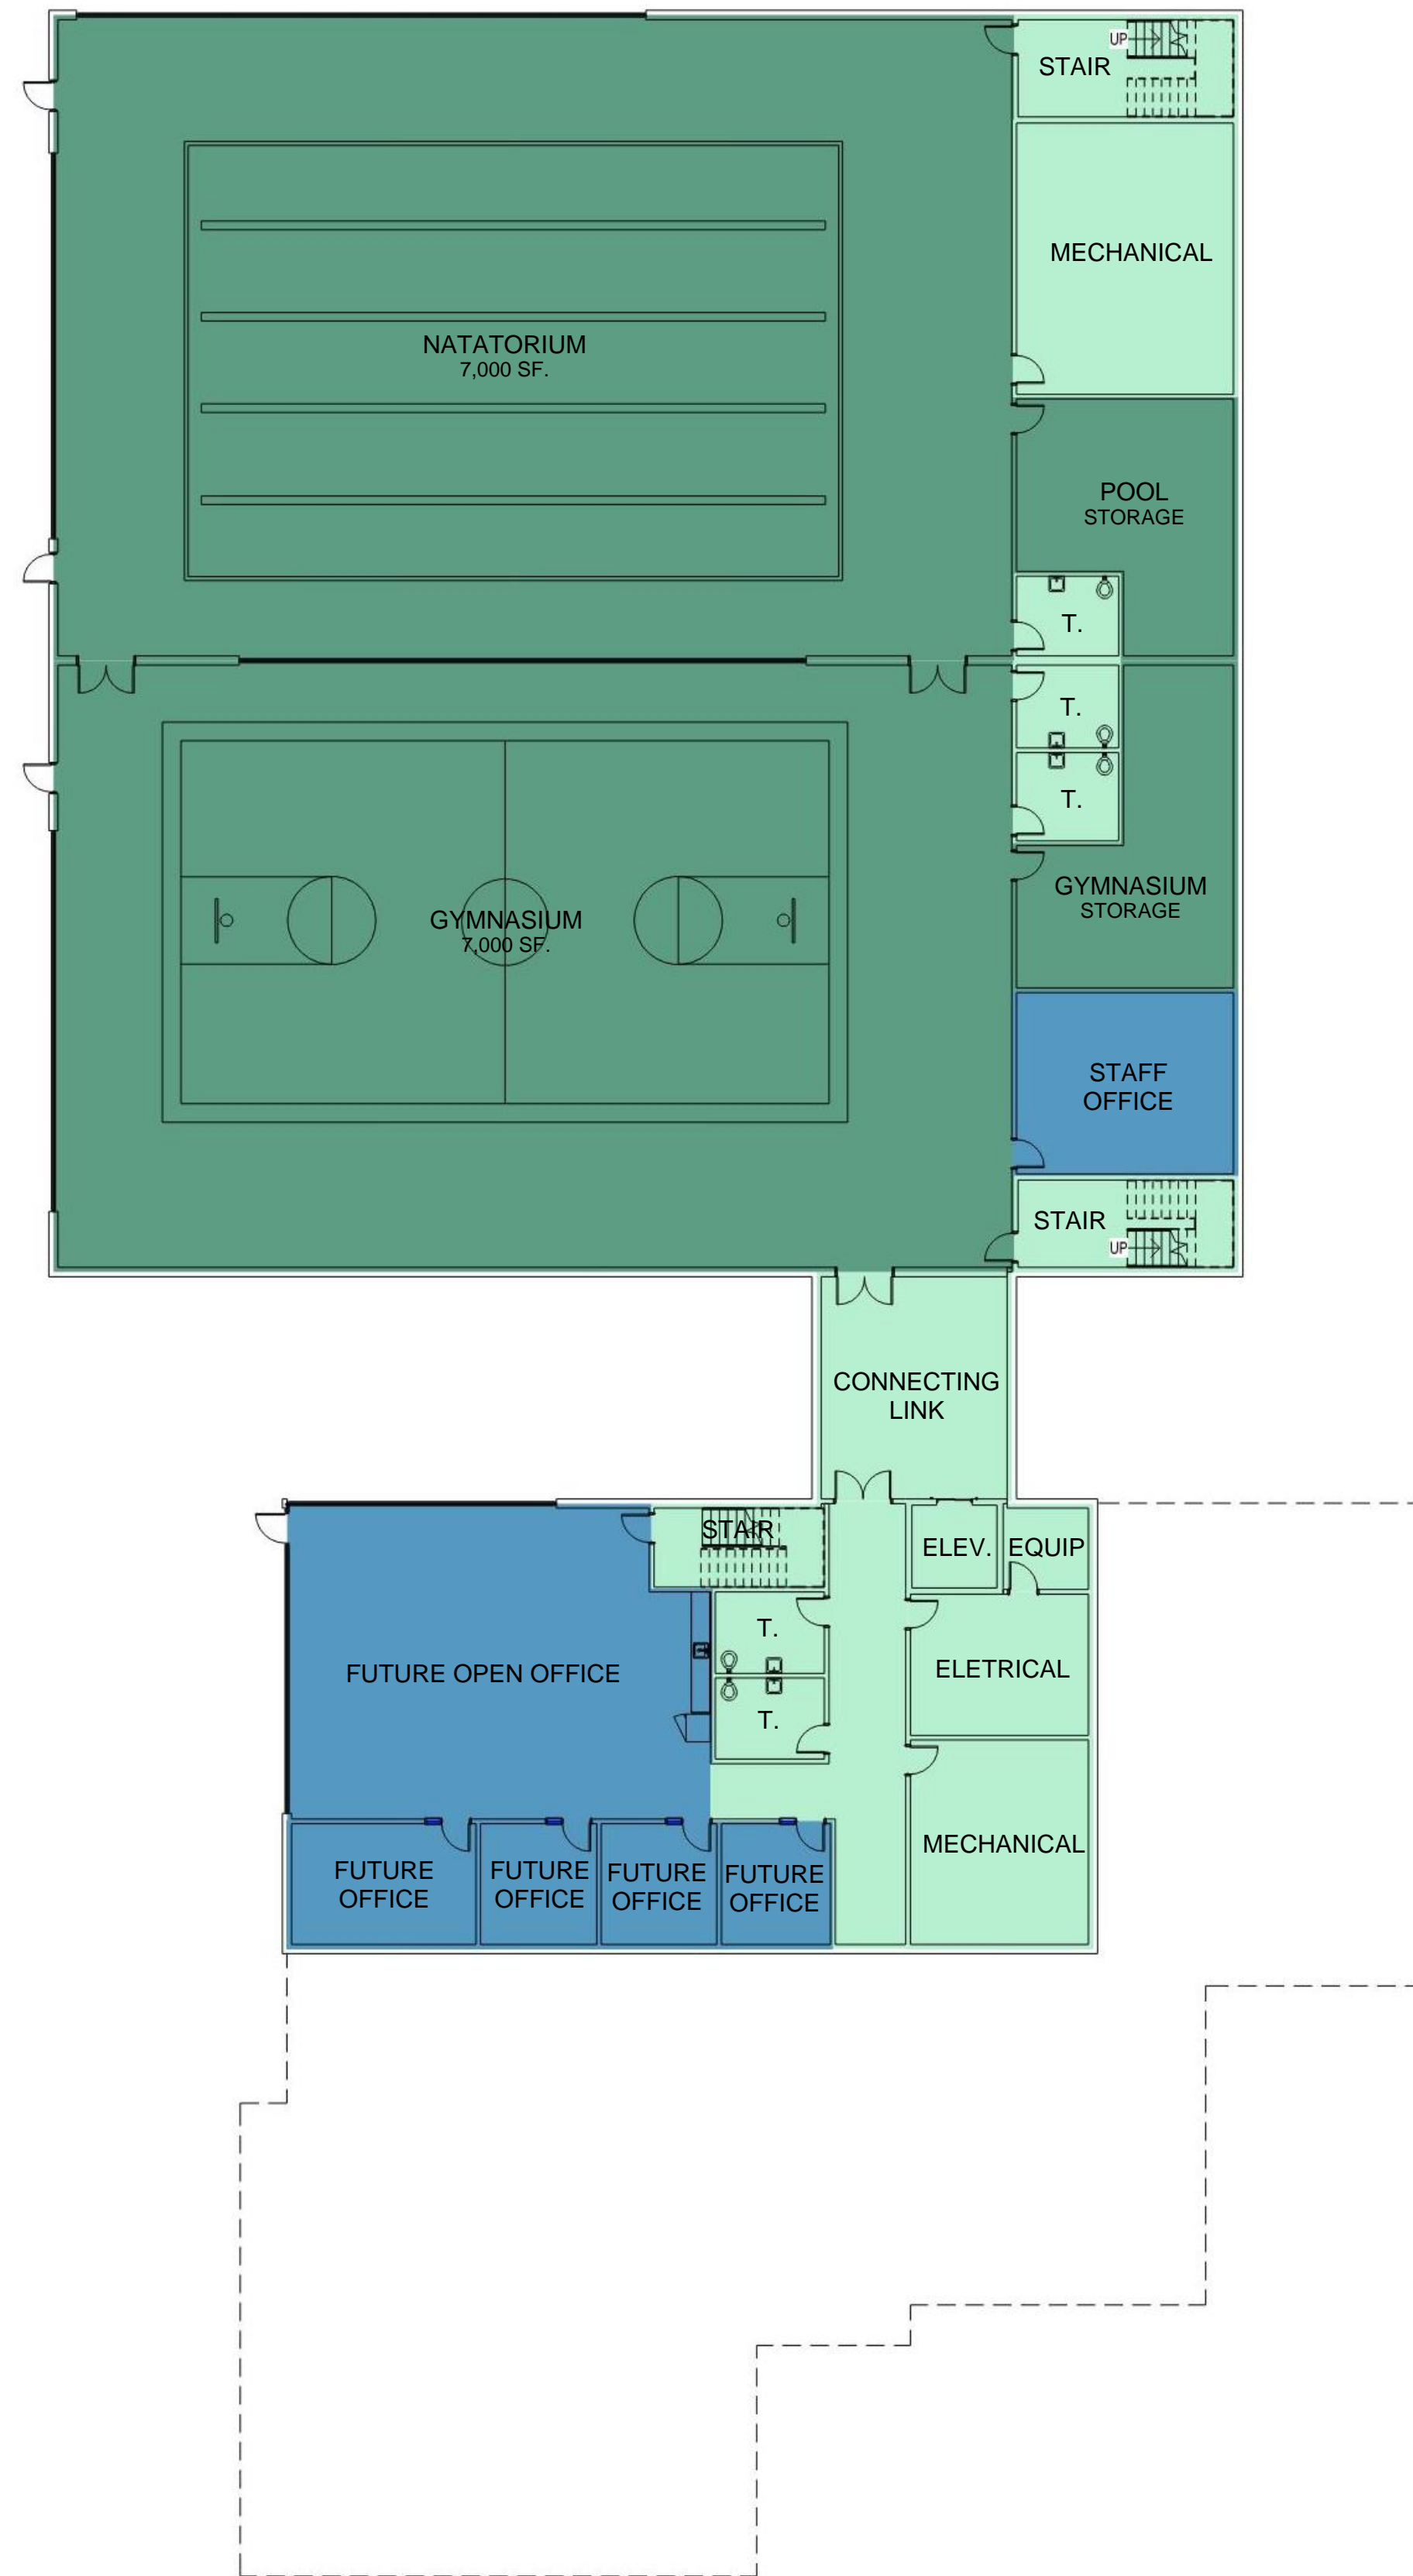 UP
STAIR
MECHANICAL
NATATORIUM
7,000 SF.
POOL
STORAGE
T.
T.
T.
GYMNASIUM
STORAGE
GYMNASIUM
7,000 SF.
STAFF
OFFICE
STAIR
UP
CONNECTING
LINK
STAIR
ELEV.
EQUIP
T.
FUTURE OPEN OFFICE
ELETRICAL
T.
MECHANICAL
FUTURE
OFFICE
FUTURE
OFFICE
FUTURE
OFFICE
FUTURE
OFFICE